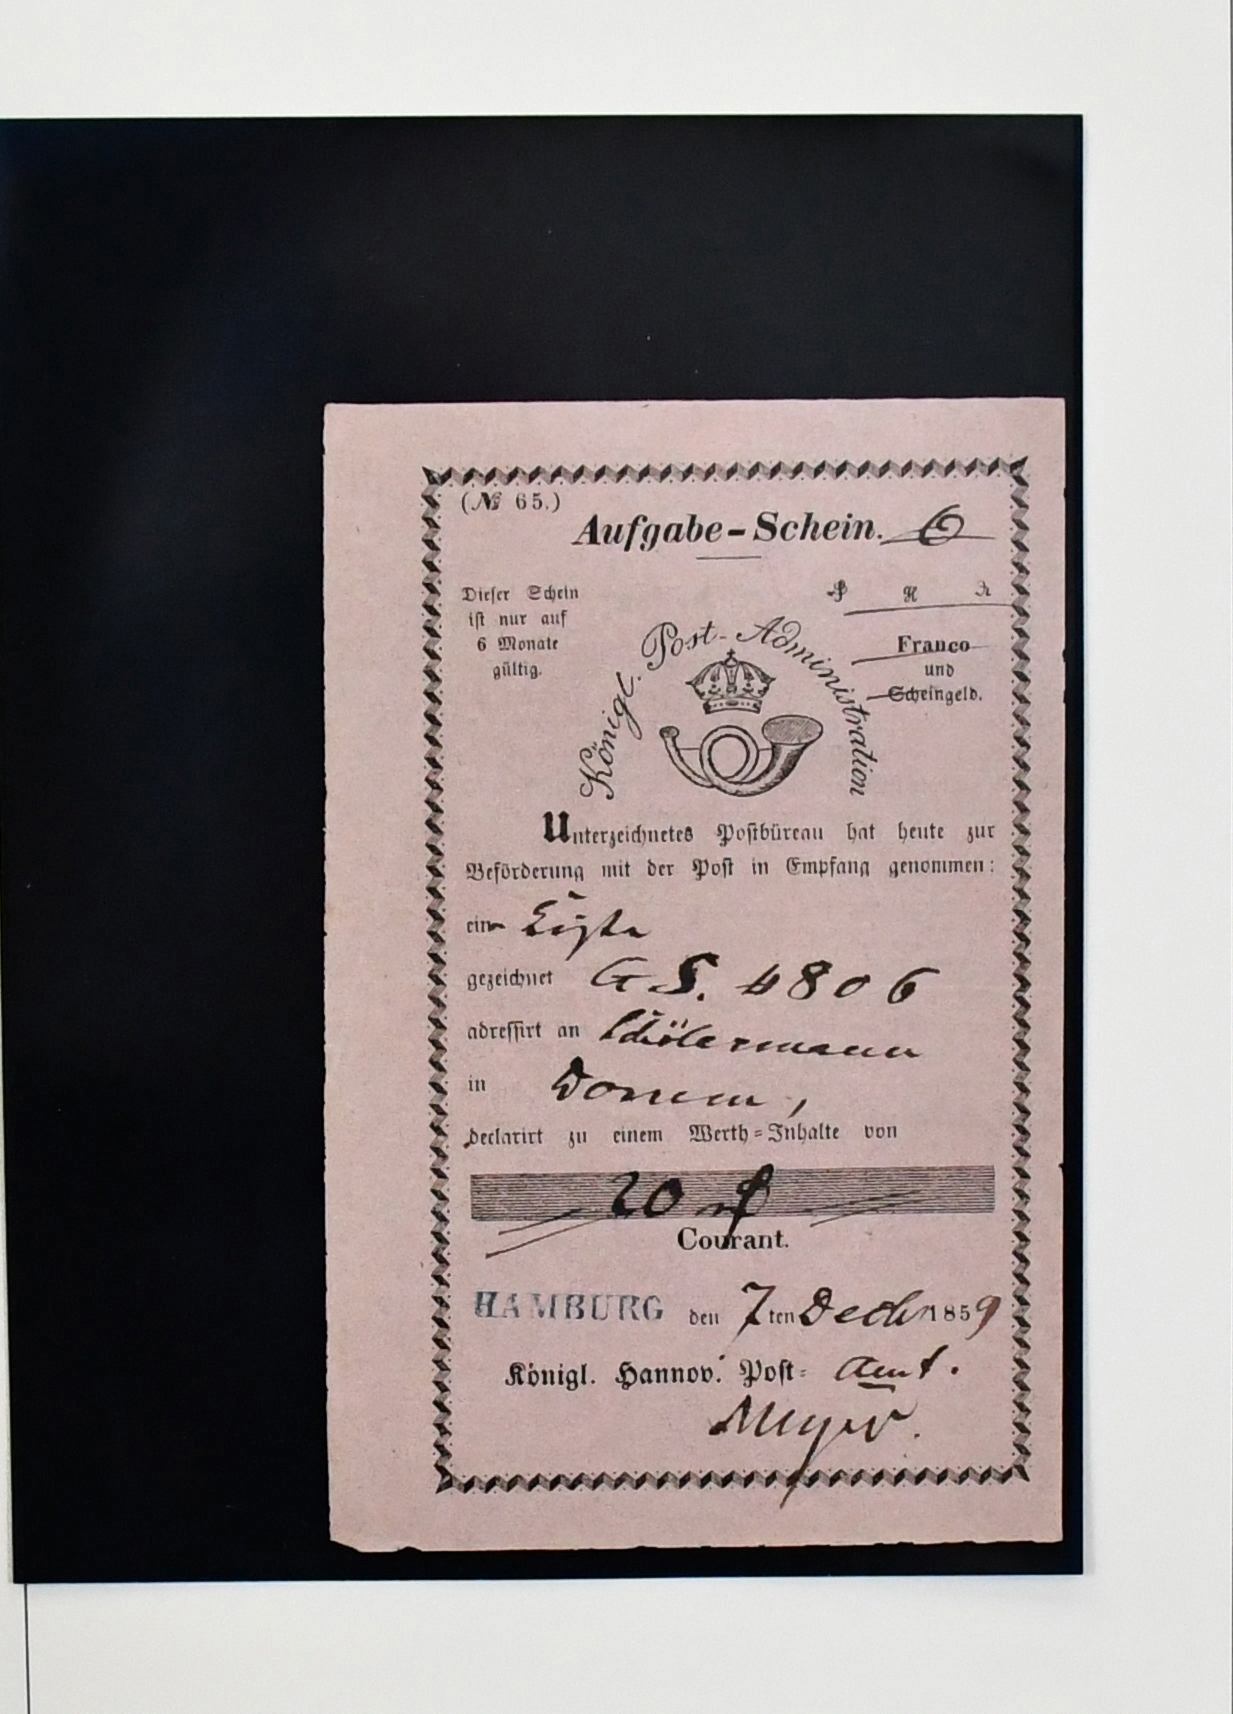 (№ 65.)
Aufgabe-Schein. 6
Dieser Schein
ist nur auf
6 Monate
gültig.
Königl. Post-Administration
Franco
und
Scheingeld.
Unterzeichnetes Postbüreau hat heute zur
Beförderung mit der Post in Empfang genommen:
ein
gezeichnet G S. 4806
adressirt an
in Dorum,
declarirt zu einem Werth-Inhalte von
20
Courant.
HAMBURG den 7ten Decbr 1859
Königl. Hannov. Post- Amt.
Meyer.